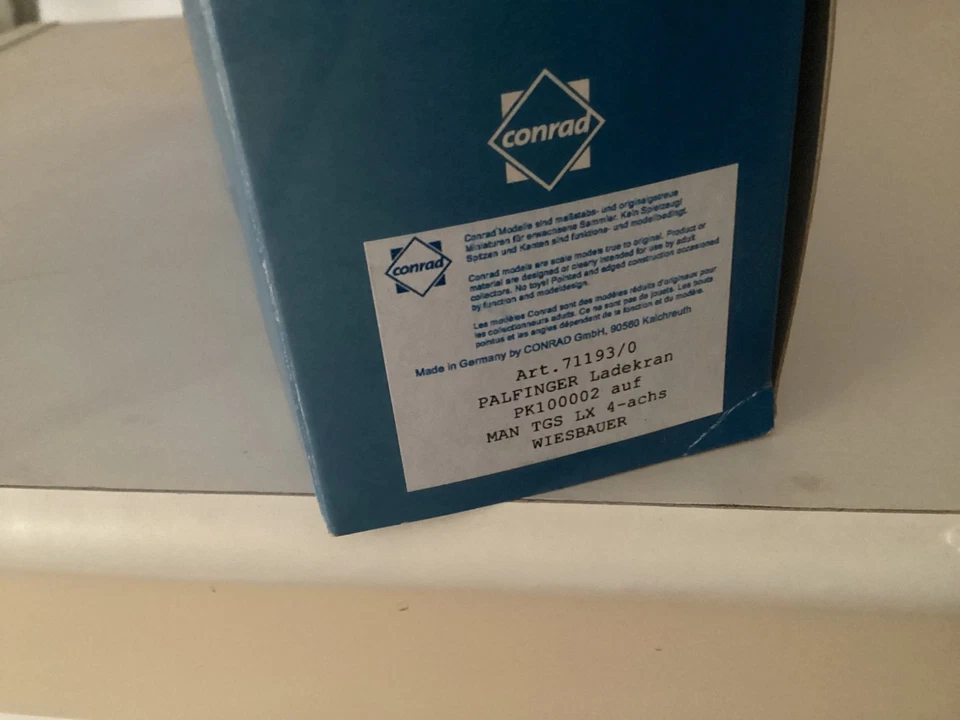 conrad
conrad
Conrad Modelle sind maßstabs- und originalgetreue
Miniaturen für erwachsene Sammler. Kein Spielzeug!
Spitzen und Kanten sind funktions- und modellbedingt.
Conrad models are scale models true to original. Product or
material are designed or clearly intended for use by adult
collectors. No toys! Pointed and edged construction occasioned
by function and modeldesign.
Les modèles Conrad sont des modèles réduits d'originaux pour
les collectionneurs adults. Ce ne sont pas de jouets. Les bouts
pointus et les angles dépendent de la fonction et du modèle.
Made in Germany by CONRAD GmbH, 90560 Kalchreuth
Art.71193/0
PALFINGER Ladekran
PK100002 auf
MAN TGS LX 4-achs
WIESBAUER